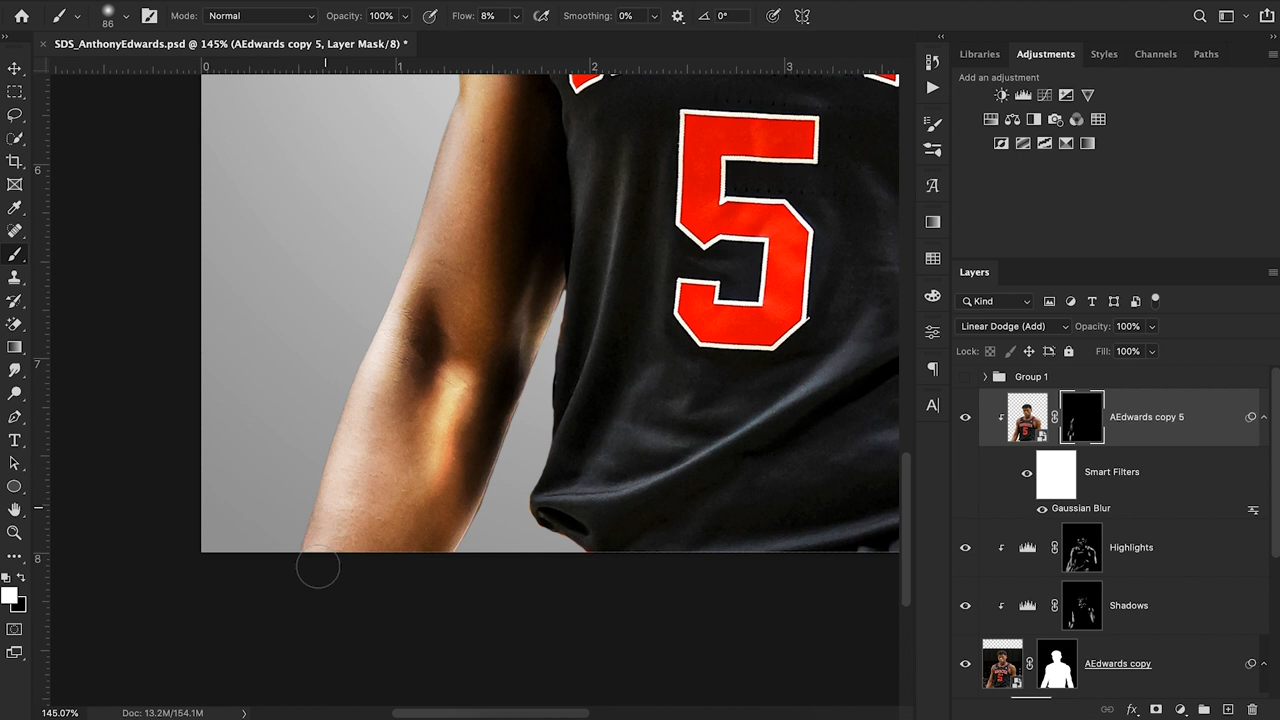 86
Mode: Normal Opacity: 100% Flow: 8% Smoothing: 0% 0°
× SDS_AnthonyEdwards.psd @ 145% (AEdwards copy 5, Layer Mask/8) *
0 1 2 3
6
7
8
5
Libraries Adjustments Styles Channels Paths
Add an adjustment
Layers
Kind
Linear Dodge (Add) Opacity: 100%
Lock: Fill: 100%
Group 1
AEdwards copy 5
Smart Filters
Gaussian Blur
Highlights
Shadows
AEdwards copy
fx
145.07% Doc: 13.2M/154.1M